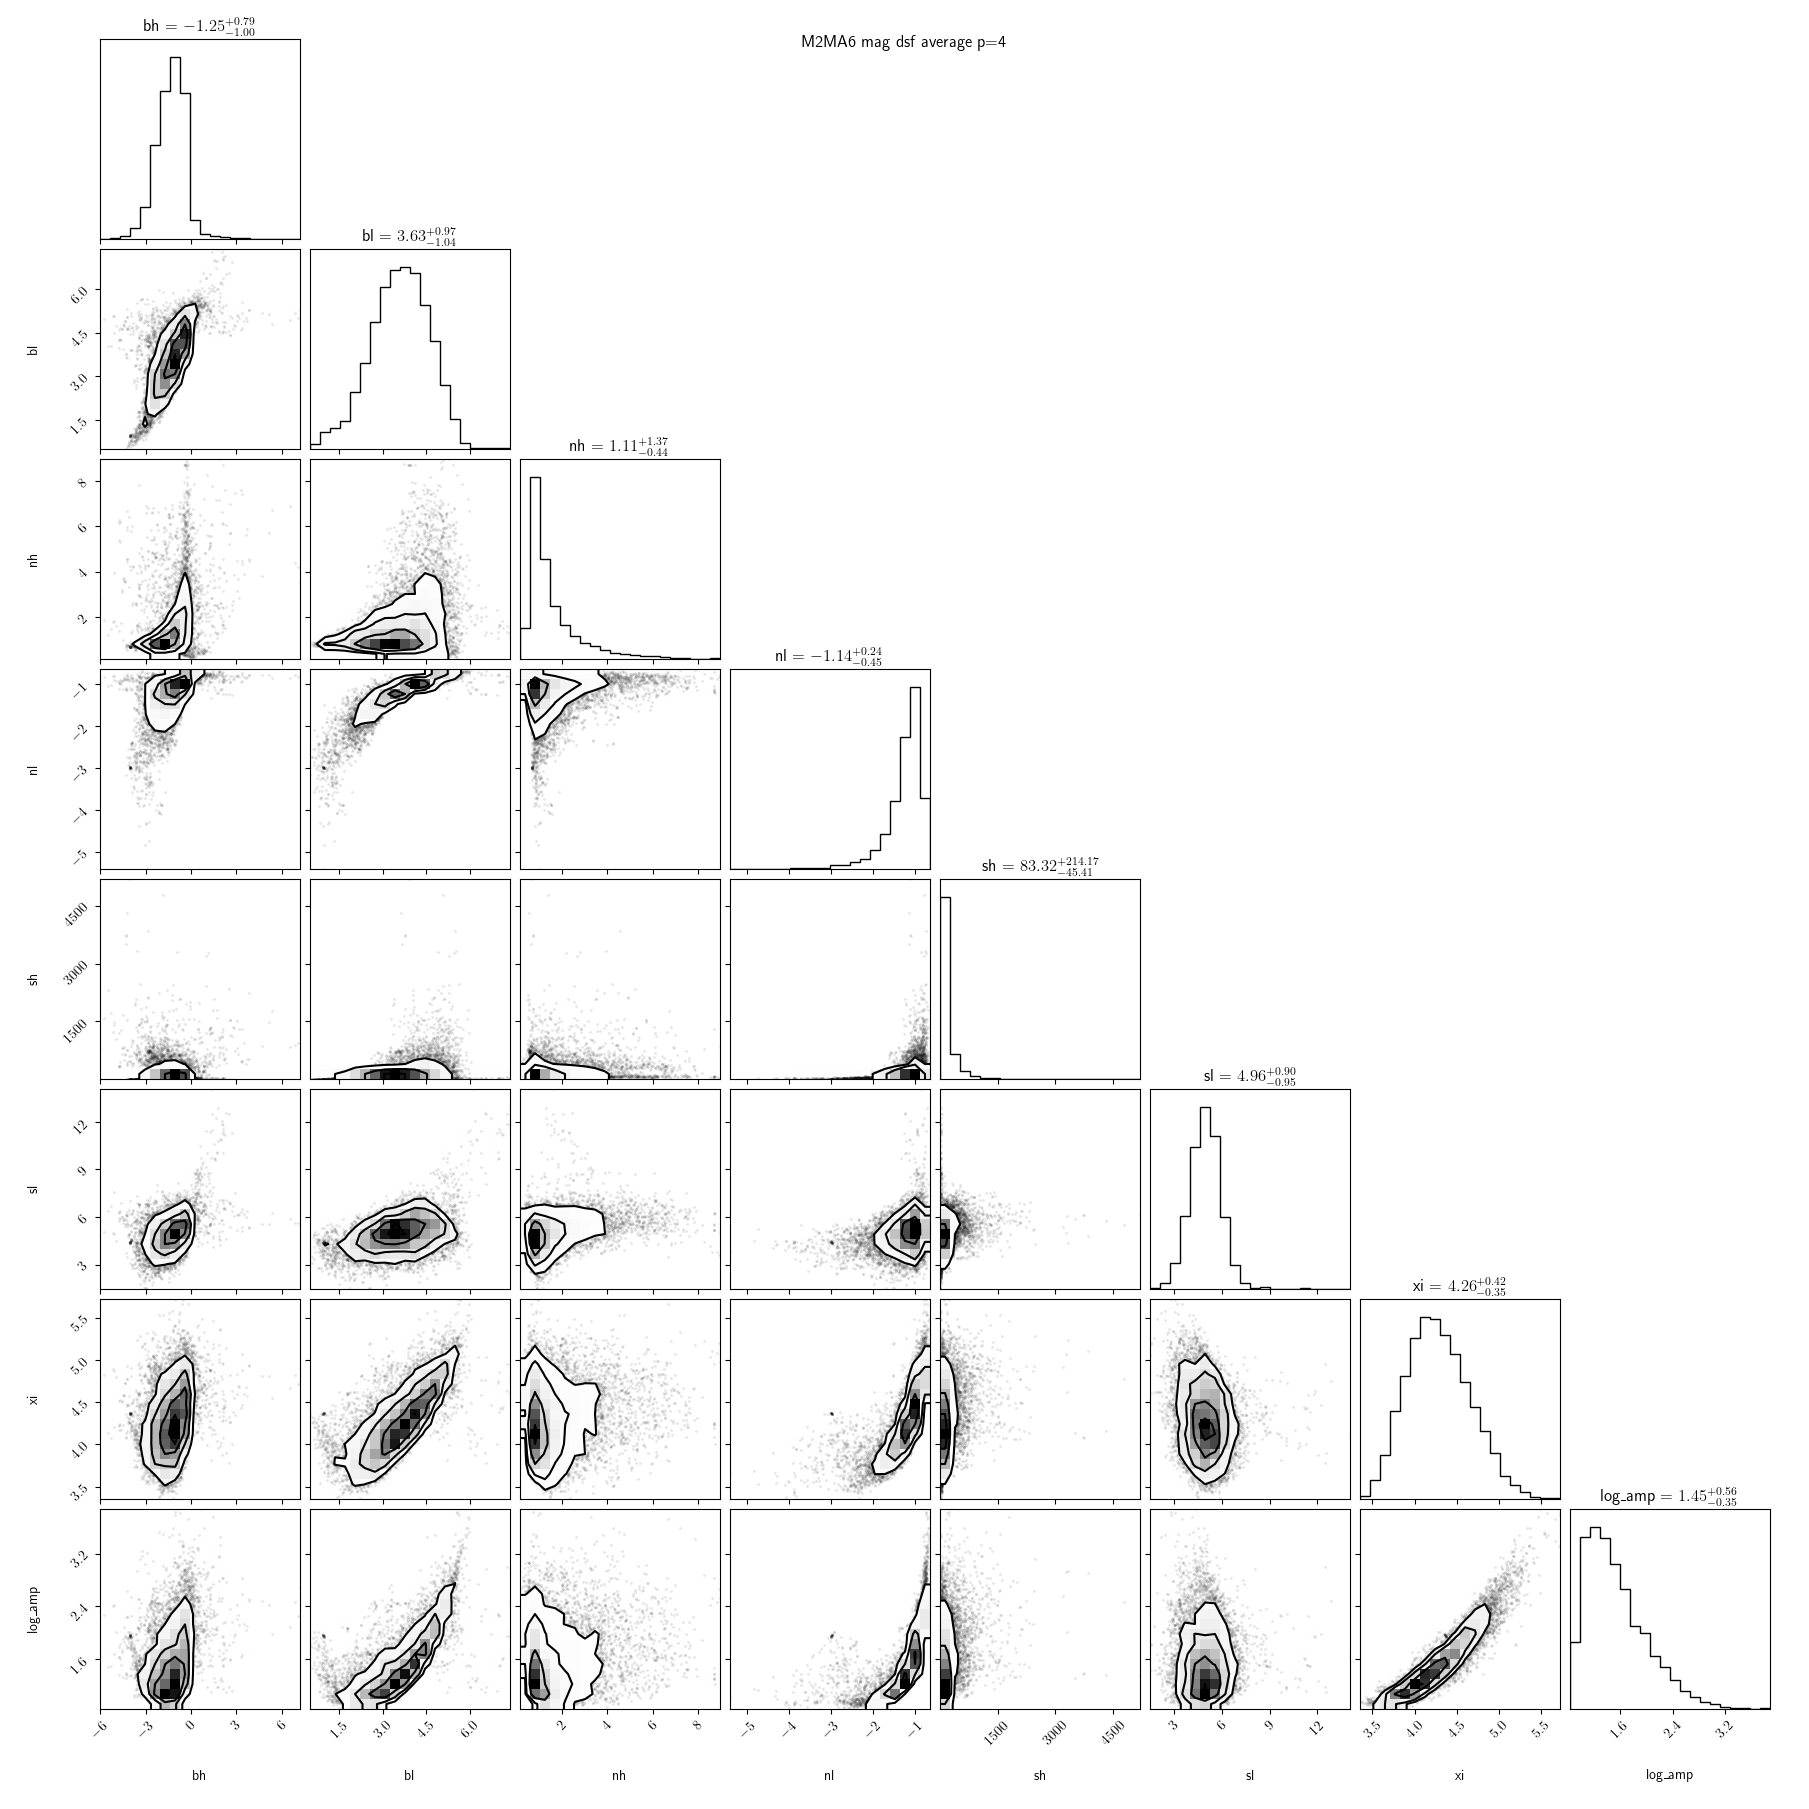 bh = −1.25 +0.79 −1.00
M2MA6 mag dsf average p=4
bl = 3.63 +0.97 −1.04
bl
6.0
4.5
3.0
1.5
nh = 1.11 +1.37 −0.44
nh
8
6
4
2
nl = −1.14 +0.24 −0.45
nl
−1
−2
−3
−4
−5
sh = 83.32 +214.17 −45.41
sh
4500
3000
1500
sl = 4.96 +0.90 −0.95
sl
12
9
6
3
xi = 4.26 +0.42 −0.35
xi
5.5
5.0
4.5
4.0
3.5
log_amp = 1.45 +0.56 −0.35
log_amp
3.2
2.4
1.6
−6 −3 0 3 6 1.5 3.0 4.5 6.0 2 4 6 8 −5 −4 −3 −2 −1 1500 3000 4500 3 6 9 12 3.5 4.0 4.5 5.0 5.5 1.6 2.4 3.2
bh bl nh nl sh sl xi log_amp